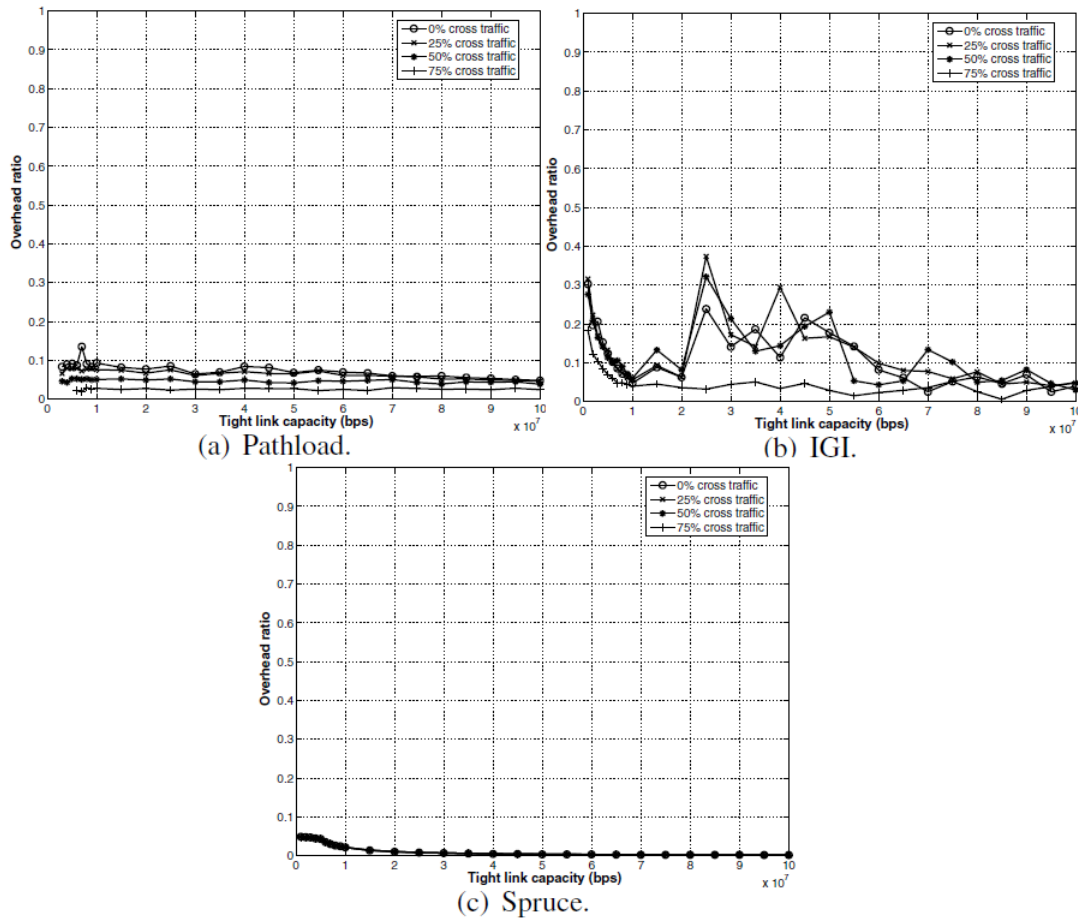 1
0.9
0.8
0.7
0.6
0.5
0.4
0.3
0.2
0.1
0
Overhead ratio
0% cross traffic
25% cross traffic
50% cross traffic
75% cross traffic
0 1 2 3 4 5 6 7 8 9 10
Tight link capacity (bps)
x 10^7
(a) Pathload.
1
0.9
0.8
0.7
0.6
0.5
0.4
0.3
0.2
0.1
0
Overhead ratio
0% cross traffic
25% cross traffic
50% cross traffic
75% cross traffic
0 1 2 3 4 5 6 7 8 9 10
Tight link capacity (bps)
x 10^7
(b) IGI.
1
0.9
0.8
0.7
0.6
0.5
0.4
0.3
0.2
0.1
0
Overhead ratio
0% cross traffic
25% cross traffic
50% cross traffic
75% cross traffic
0 1 2 3 4 5 6 7 8 9 10
Tight link capacity (bps)
x 10^7
(c) Spruce.